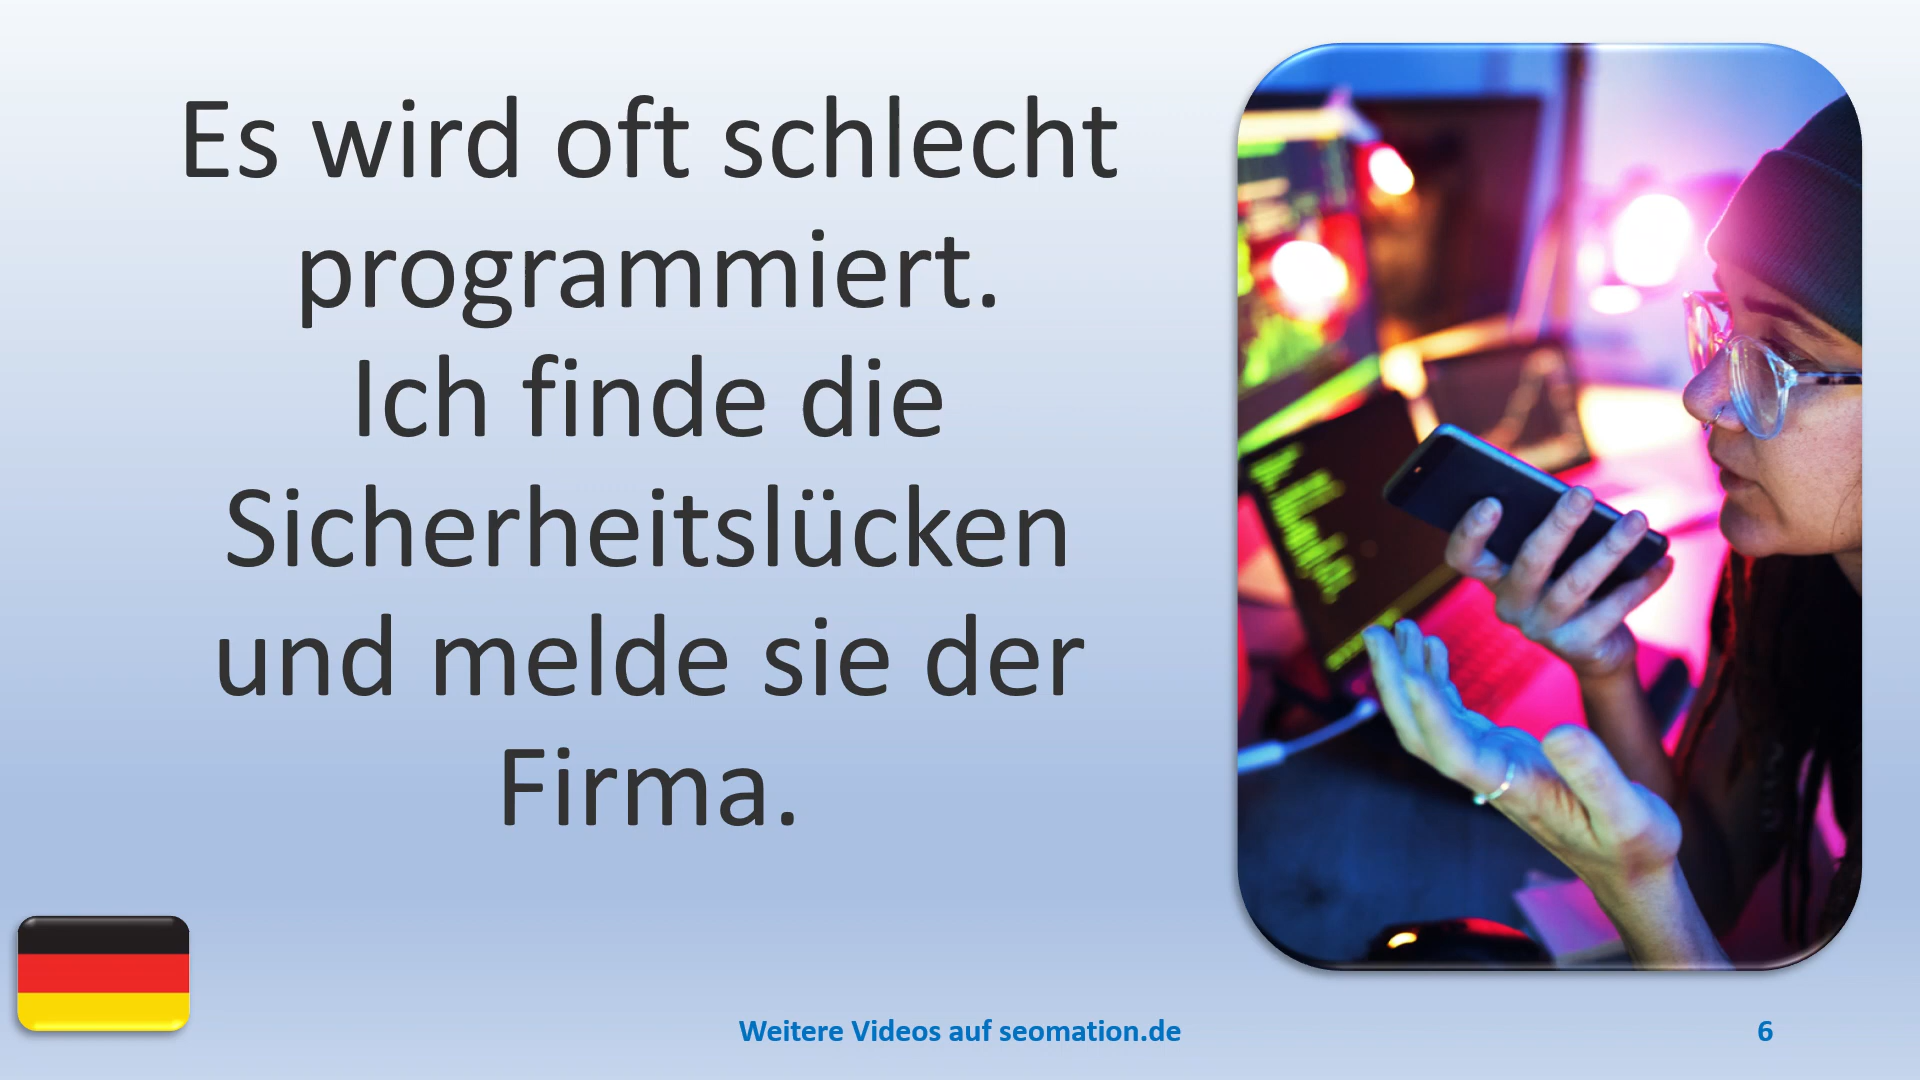 Es wird oft schlecht
programmiert.
Ich finde die
Sicherheitslücken
und melde sie der
Firma.
Weitere Videos auf seomation.de
6